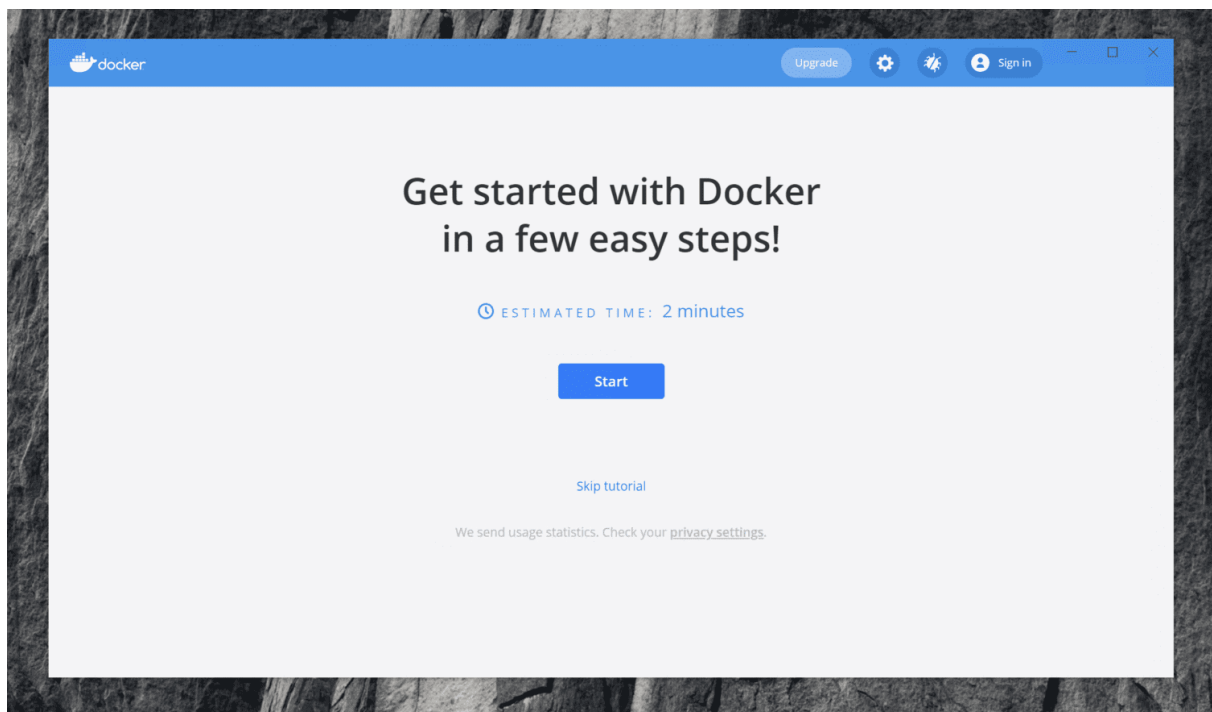 docker
Upgrade
Sign in
Get started with Docker
in a few easy steps!
ESTIMATED TIME: 2 minutes
Start
Skip tutorial
We send usage statistics. Check your privacy settings.